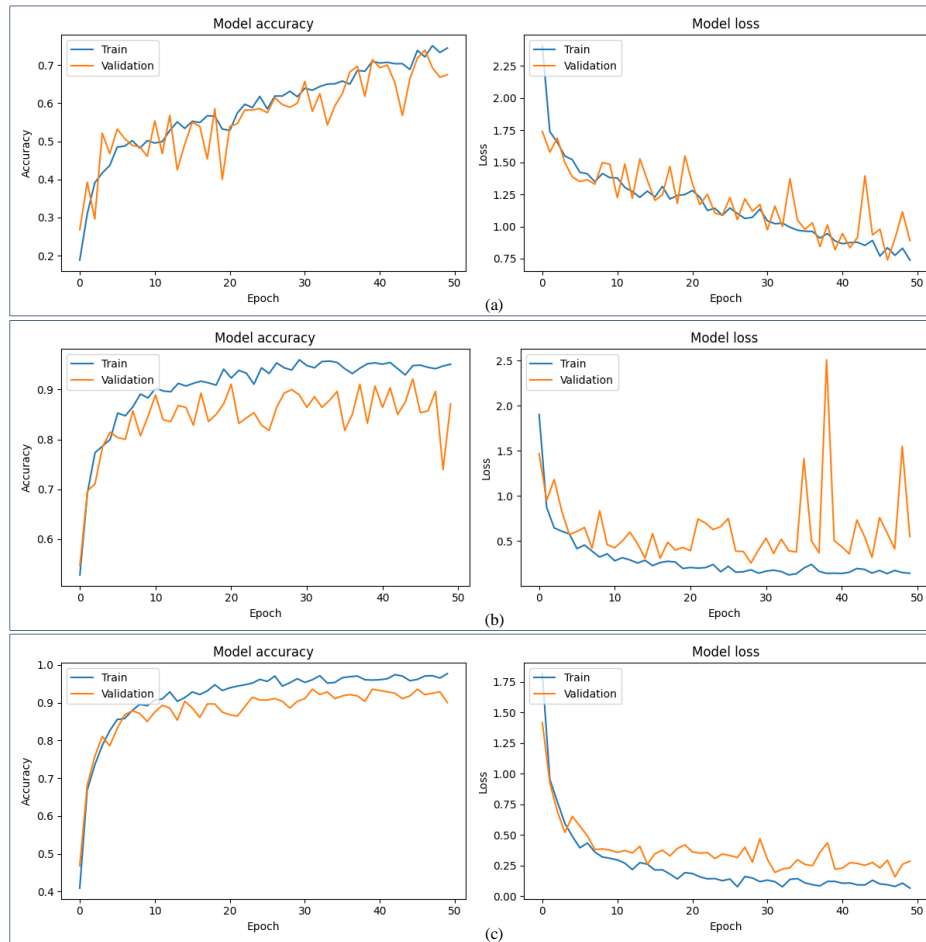 Model accuracy
Train
Validation
0.7
0.6
0.5
0.4
0.3
0.2
Accuracy
0 10 20 30 40 50
Epoch
Model loss
Train
Validation
2.25
2.00
1.75
1.50
1.25
1.00
0.75
Loss
0 10 20 30 40 50
Epoch
(a)
Model accuracy
Train
Validation
0.9
0.8
0.7
0.6
Accuracy
0 10 20 30 40 50
Epoch
Model loss
Train
Validation
2.5
2.0
1.5
1.0
0.5
Loss
0 10 20 30 40 50
Epoch
(b)
Model accuracy
Train
Validation
1.0
0.9
0.8
0.7
0.6
0.5
0.4
Accuracy
0 10 20 30 40 50
Epoch
Model loss
Train
Validation
1.75
1.50
1.25
1.00
0.75
0.50
0.25
0.00
Loss
0 10 20 30 40 50
Epoch
(c)